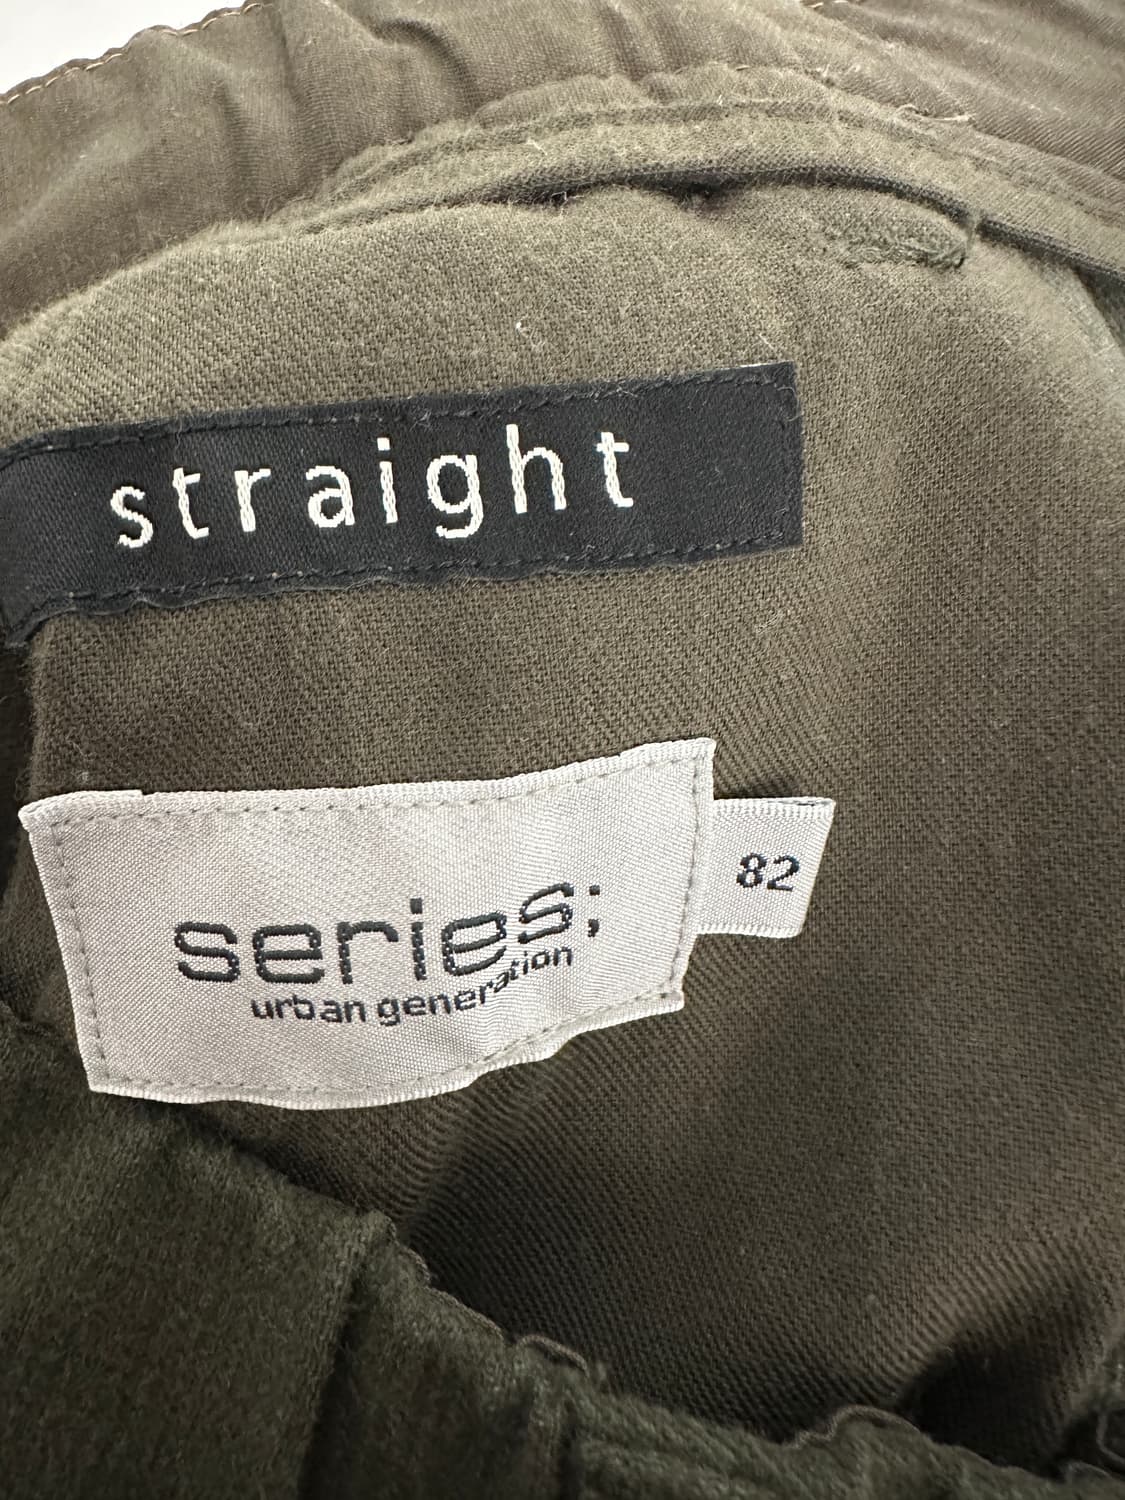 straight
series;
urban generation
82